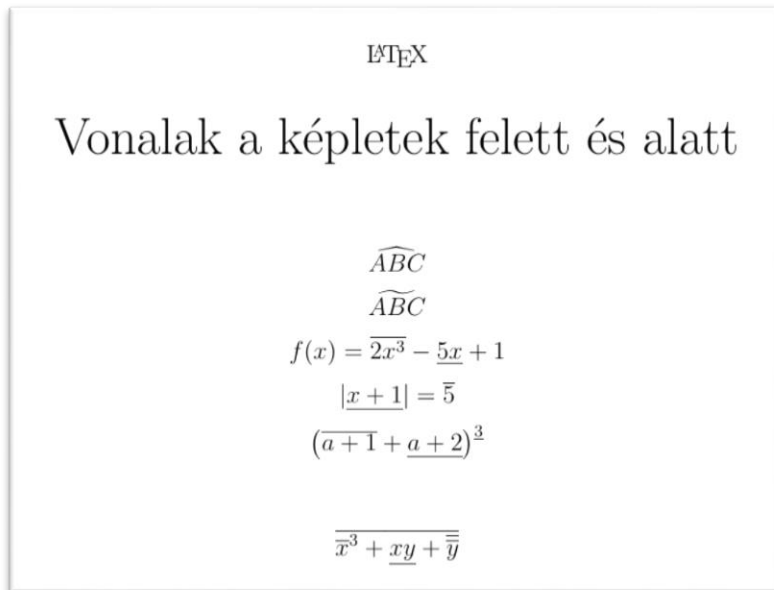 LATEX
Vonalak a képletek felett és alatt
$\widehat{ABC}$
$\widetilde{ABC}$
$f(x) = \overline{2x^3} - \underline{5x} + 1$
$|\underline{x+1}| = \overline{5}$
$(\overline{a+1} + \underline{a+2})^{\underline{3}}$
$\overline{\overline{x}^3 + \underline{xy} + \overline{\overline{y}}}$